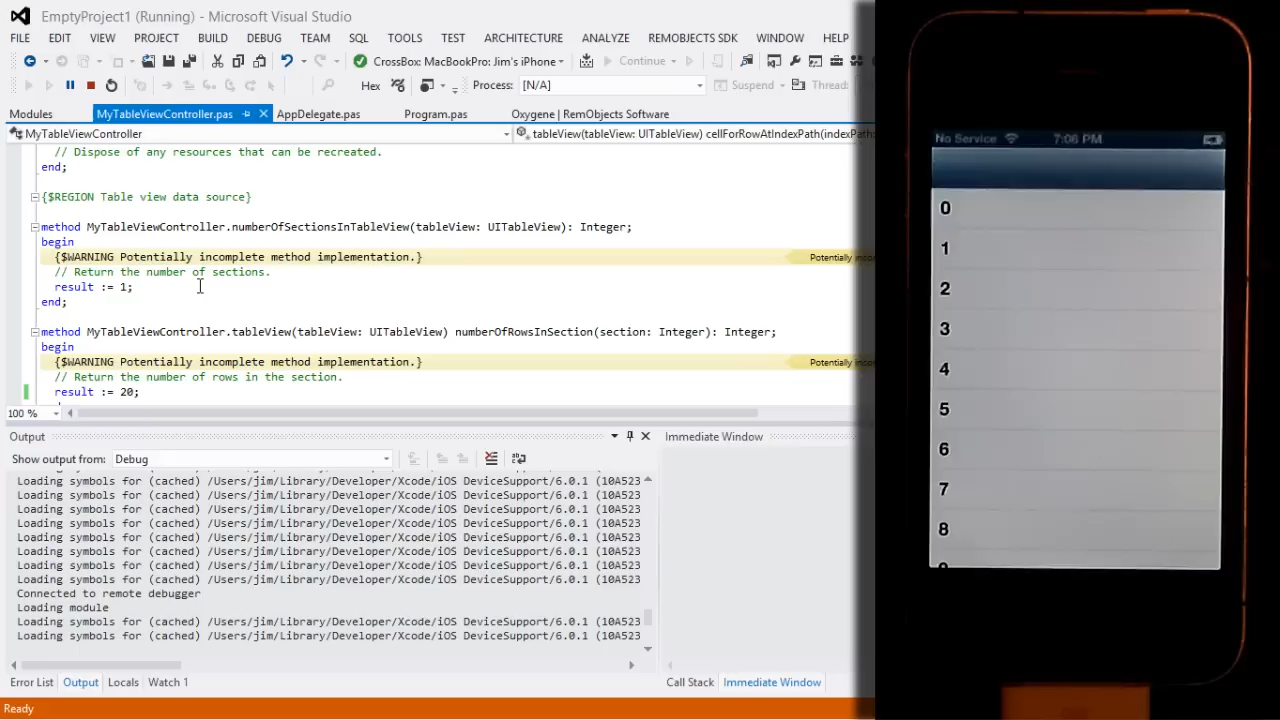 EmptyProject1 (Running) - Microsoft Visual Studio
FILE EDIT VIEW PROJECT BUILD DEBUG TEAM SQL TOOLS TEST ARCHITECTURE ANALYZE REMOBJECTS SDK WINDOW HELP
CrossBox: MacBookPro: Jim's iPhone Continue
Hex Process: [N/A] Suspend Thread:
Modules MyTableViewController.pas AppDelegate.pas Program.pas Oxygene | RemObjects Software
MyTableViewController tableView(tableView: UITableView) cellForRowAtIndexPath(indexPath:
// Dispose of any resources that can be recreated.
end;
{$REGION Table view data source}
method MyTableViewController.numberOfSectionsInTableView(tableView: UITableView): Integer;
begin
{$WARNING Potentially incomplete method implementation.} Potentially inco
// Return the number of sections.
result := 1;
end;
method MyTableViewController.tableView(tableView: UITableView) numberOfRowsInSection(section: Integer): Integer;
begin
{$WARNING Potentially incomplete method implementation.} Potentially inco
// Return the number of rows in the section.
result := 20;
100 %
Output
Show output from: Debug
Loading symbols for (cached) /Users/jim/Library/Developer/Xcode/iOS DeviceSupport/6.0.1 (10A523
Loading symbols for (cached) /Users/jim/Library/Developer/Xcode/iOS DeviceSupport/6.0.1 (10A523
Loading symbols for (cached) /Users/jim/Library/Developer/Xcode/iOS DeviceSupport/6.0.1 (10A523
Loading symbols for (cached) /Users/jim/Library/Developer/Xcode/iOS DeviceSupport/6.0.1 (10A523
Loading symbols for (cached) /Users/jim/Library/Developer/Xcode/iOS DeviceSupport/6.0.1 (10A523
Loading symbols for (cached) /Users/jim/Library/Developer/Xcode/iOS DeviceSupport/6.0.1 (10A523
Loading symbols for (cached) /Users/jim/Library/Developer/Xcode/iOS DeviceSupport/6.0.1 (10A523
Loading symbols for (cached) /Users/jim/Library/Developer/Xcode/iOS DeviceSupport/6.0.1 (10A523
Connected to remote debugger
Loading module
Loading symbols for (cached) /Users/jim/Library/Developer/Xcode/iOS DeviceSupport/6.0.1 (10A523
Loading symbols for (cached) /Users/jim/Library/Developer/Xcode/iOS DeviceSupport/6.0.1 (10A523
Error List Output Locals Watch 1
Immediate Window
Call Stack Immediate Window
Ready
No Service 7:06 PM
0
1
2
3
4
5
6
7
8